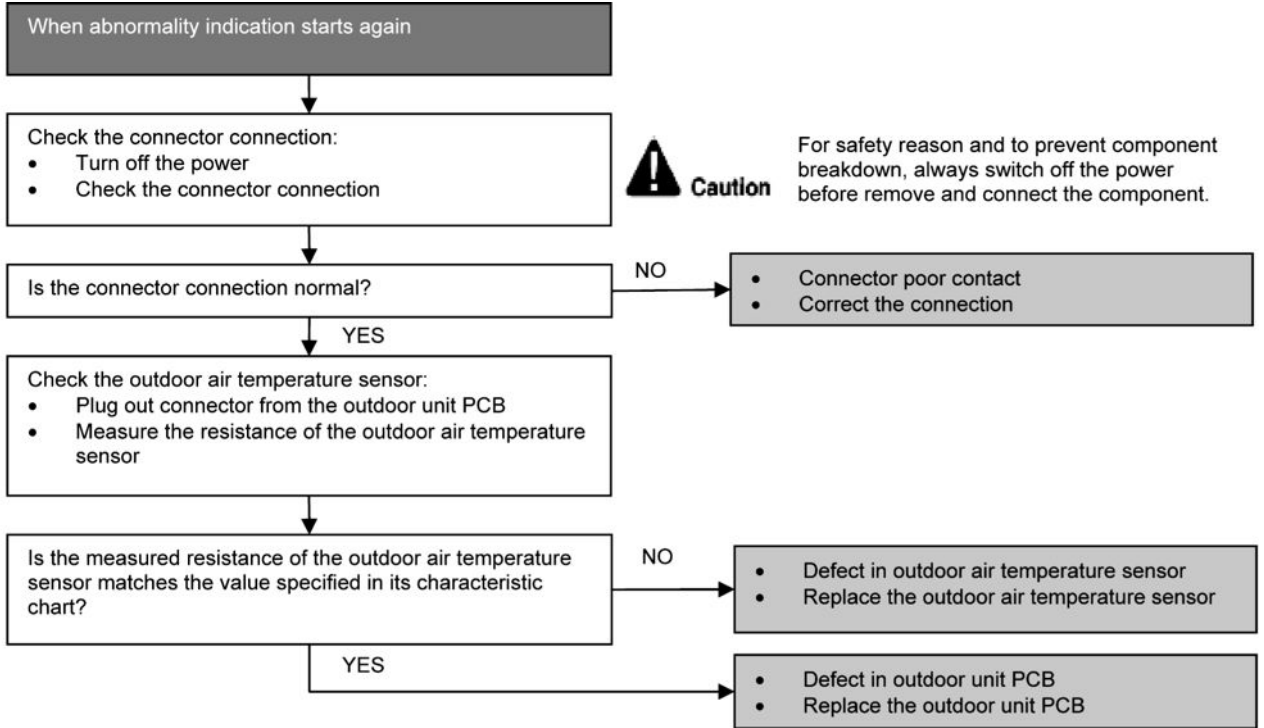 When abnormality indication starts again
Check the connector connection:
• Turn off the power
• Check the connector connection
Caution
For safety reason and to prevent component
breakdown, always switch off the power
before remove and connect the component.
Is the connector connection normal?
NO
• Connector poor contact
• Correct the connection
YES
Check the outdoor air temperature sensor:
• Plug out connector from the outdoor unit PCB
• Measure the resistance of the outdoor air temperature
sensor
Is the measured resistance of the outdoor air temperature
sensor matches the value specified in its characteristic
chart?
NO
• Defect in outdoor air temperature sensor
• Replace the outdoor air temperature sensor
YES
• Defect in outdoor unit PCB
• Replace the outdoor unit PCB